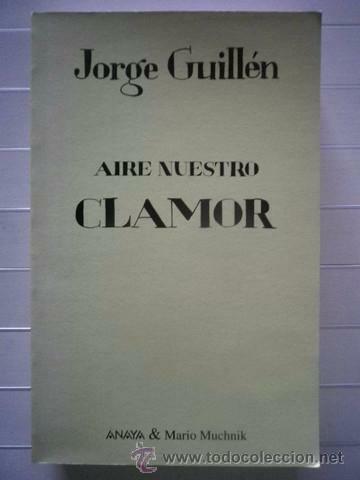 Jorge Guillén
AIRE NUESTRO
CLAMOR
ANAYA & Mario Muchnik
www.todocoleccion.net